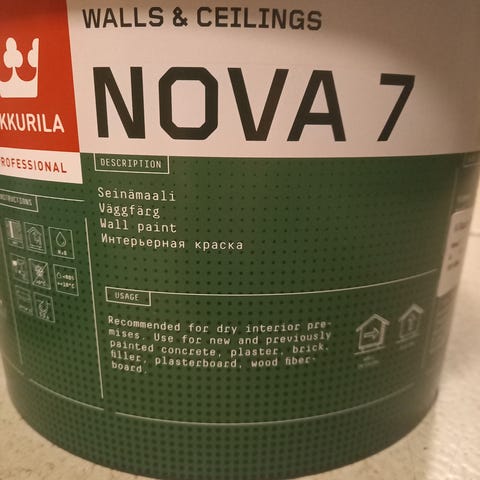 WALLS & CEILINGS
KKURILA
NOVA 7
PROFESSIONAL
DESCRIPTION
Seinämaali
Väggfärg
Wall paint
Интерьерная краска
USAGE
Recommended for dry interior pre-
mises. Use for new and previously
painted concrete, plaster, brick,
filler, plasterboard, wood fiber-
board.